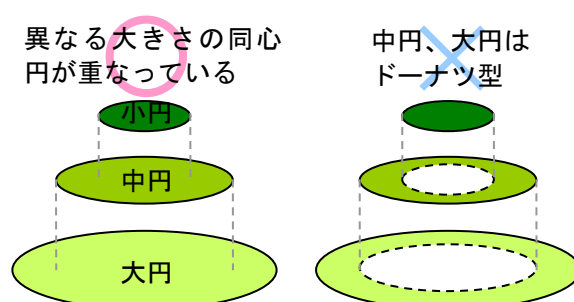 異なる大きさの同心
円が重なっている
中円、大円は
ドーナツ型
小円
中円
大円